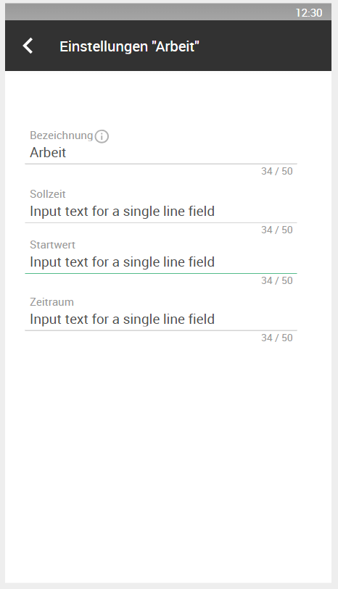 12:30
Einstellungen "Arbeit"
Bezeichnung
Arbeit
34 / 50
Sollzeit
Input text for a single line field
34 / 50
Startwert
Input text for a single line field
34 / 50
Zeitraum
Input text for a single line field
34 / 50